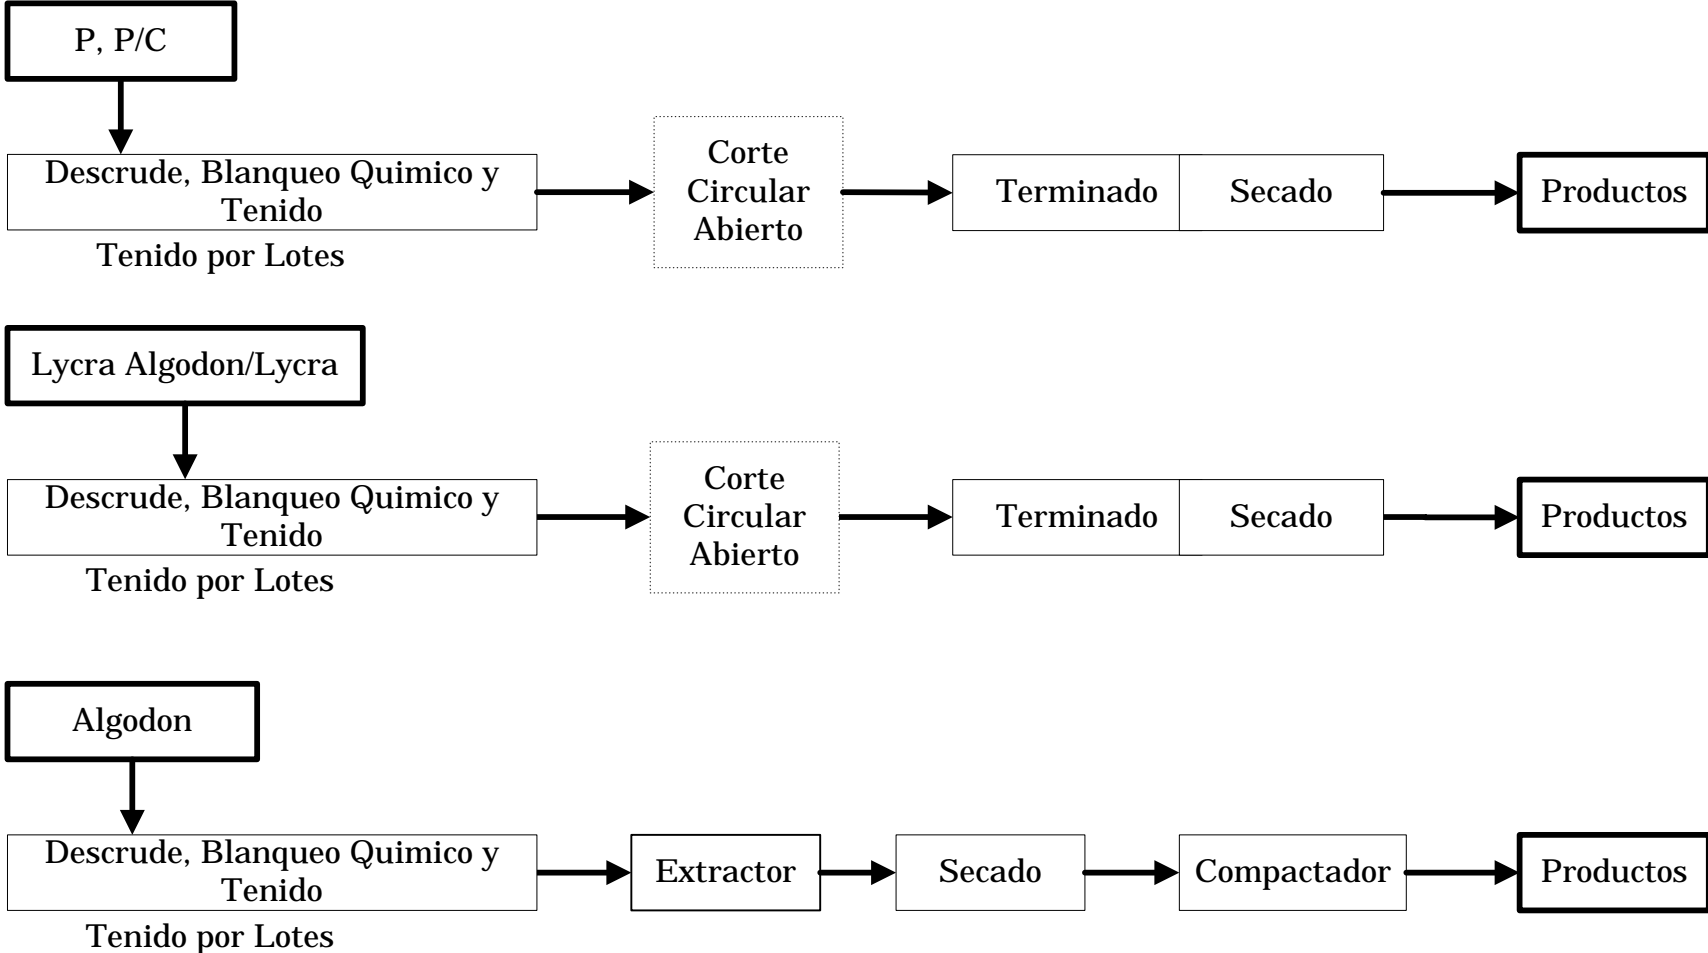 P, P/C
Descrude, Blanqueo Quimico y
Tenido
Tenido por Lotes
Corte
Circular
Abierto
Terminado
Secado
Productos
Lycra Algodon/Lycra
Descrude, Blanqueo Quimico y
Tenido
Tenido por Lotes
Corte
Circular
Abierto
Terminado
Secado
Productos
Algodon
Descrude, Blanqueo Quimico y
Tenido
Tenido por Lotes
Extractor
Secado
Compactador
Productos